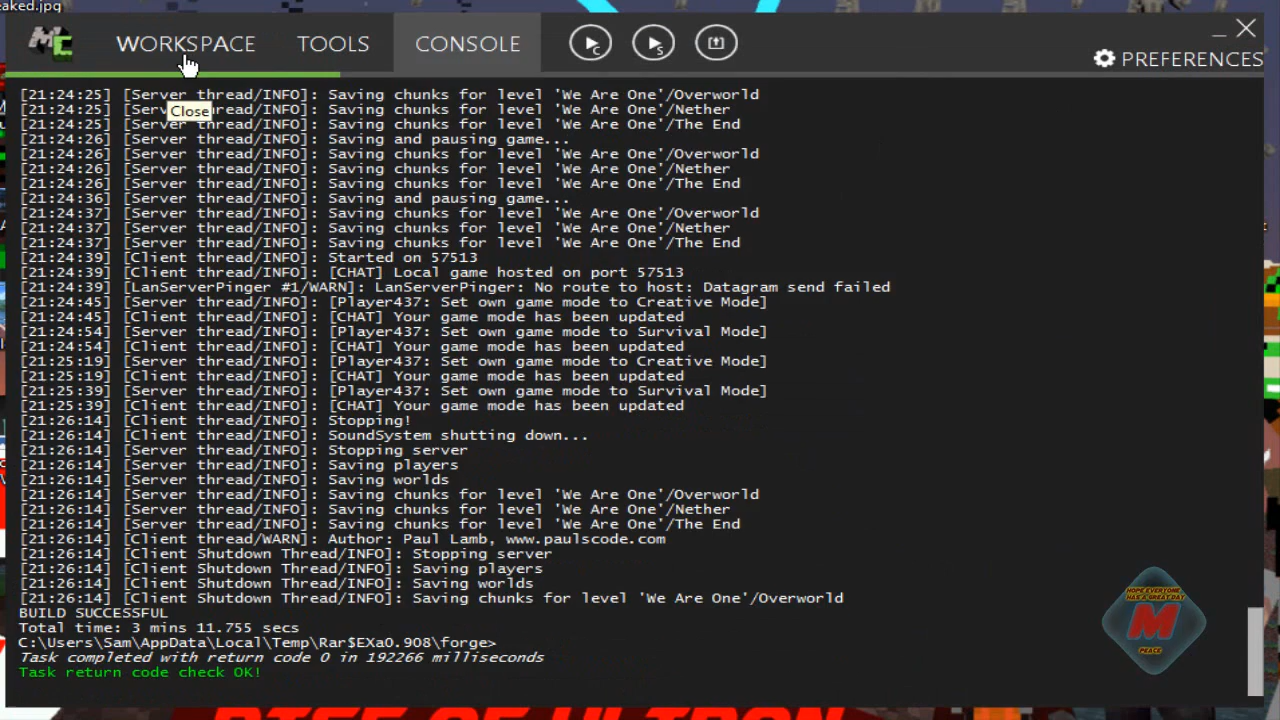 aked.jpg
WORKSPACE TOOLS CONSOLE
PREFERENCES
Close
[21:24:25] [Server thread/INFO]: Saving chunks for level 'We Are One'/Overworld
[21:24:25] [Server thread/INFO]: Saving chunks for level 'We Are One'/Nether
[21:24:25] [Server thread/INFO]: Saving chunks for level 'We Are One'/The End
[21:24:26] [Server thread/INFO]: Saving and pausing game...
[21:24:26] [Server thread/INFO]: Saving chunks for level 'We Are One'/Overworld
[21:24:26] [Server thread/INFO]: Saving chunks for level 'We Are One'/Nether
[21:24:26] [Server thread/INFO]: Saving chunks for level 'We Are One'/The End
[21:24:36] [Server thread/INFO]: Saving and pausing game...
[21:24:37] [Server thread/INFO]: Saving chunks for level 'We Are One'/Overworld
[21:24:37] [Server thread/INFO]: Saving chunks for level 'We Are One'/Nether
[21:24:37] [Server thread/INFO]: Saving chunks for level 'We Are One'/The End
[21:24:39] [Client thread/INFO]: Started on 57513
[21:24:39] [Client thread/INFO]: [CHAT] Local game hosted on port 57513
[21:24:39] [LanServerPinger #1/WARN]: LanServerPinger: No route to host: Datagram send failed
[21:24:45] [Server thread/INFO]: [Player437: Set own game mode to Creative Mode]
[21:24:45] [Client thread/INFO]: [CHAT] Your game mode has been updated
[21:24:54] [Server thread/INFO]: [Player437: Set own game mode to Survival Mode]
[21:24:54] [Client thread/INFO]: [CHAT] Your game mode has been updated
[21:25:19] [Server thread/INFO]: [Player437: Set own game mode to Creative Mode]
[21:25:19] [Client thread/INFO]: [CHAT] Your game mode has been updated
[21:25:39] [Server thread/INFO]: [Player437: Set own game mode to Survival Mode]
[21:25:39] [Client thread/INFO]: [CHAT] Your game mode has been updated
[21:26:14] [Client thread/INFO]: Stopping!
[21:26:14] [Client thread/INFO]: SoundSystem shutting down...
[21:26:14] [Server thread/INFO]: Stopping server
[21:26:14] [Server thread/INFO]: Saving players
[21:26:14] [Server thread/INFO]: Saving worlds
[21:26:14] [Server thread/INFO]: Saving chunks for level 'We Are One'/Overworld
[21:26:14] [Server thread/INFO]: Saving chunks for level 'We Are One'/Nether
[21:26:14] [Server thread/INFO]: Saving chunks for level 'We Are One'/The End
[21:26:14] [Client thread/WARN]: Author: Paul Lamb, www.paulscode.com
[21:26:14] [Client Shutdown Thread/INFO]: Stopping server
[21:26:14] [Client Shutdown Thread/INFO]: Saving players
[21:26:14] [Client Shutdown Thread/INFO]: Saving worlds
[21:26:14] [Client Shutdown Thread/INFO]: Saving chunks for level 'We Are One'/Overworld
BUILD SUCCESSFUL
Total time: 3 mins 11.755 secs
C:\Users\Sam\AppData\Local\Temp\Rar$EXa0.908\forge>
Task completed with return code 0 in 192266 milliseconds
Task return code check OK!
HOPE EVERYONE
HAS A GREAT DAY
M
PEACE
RISE OF ULTRON